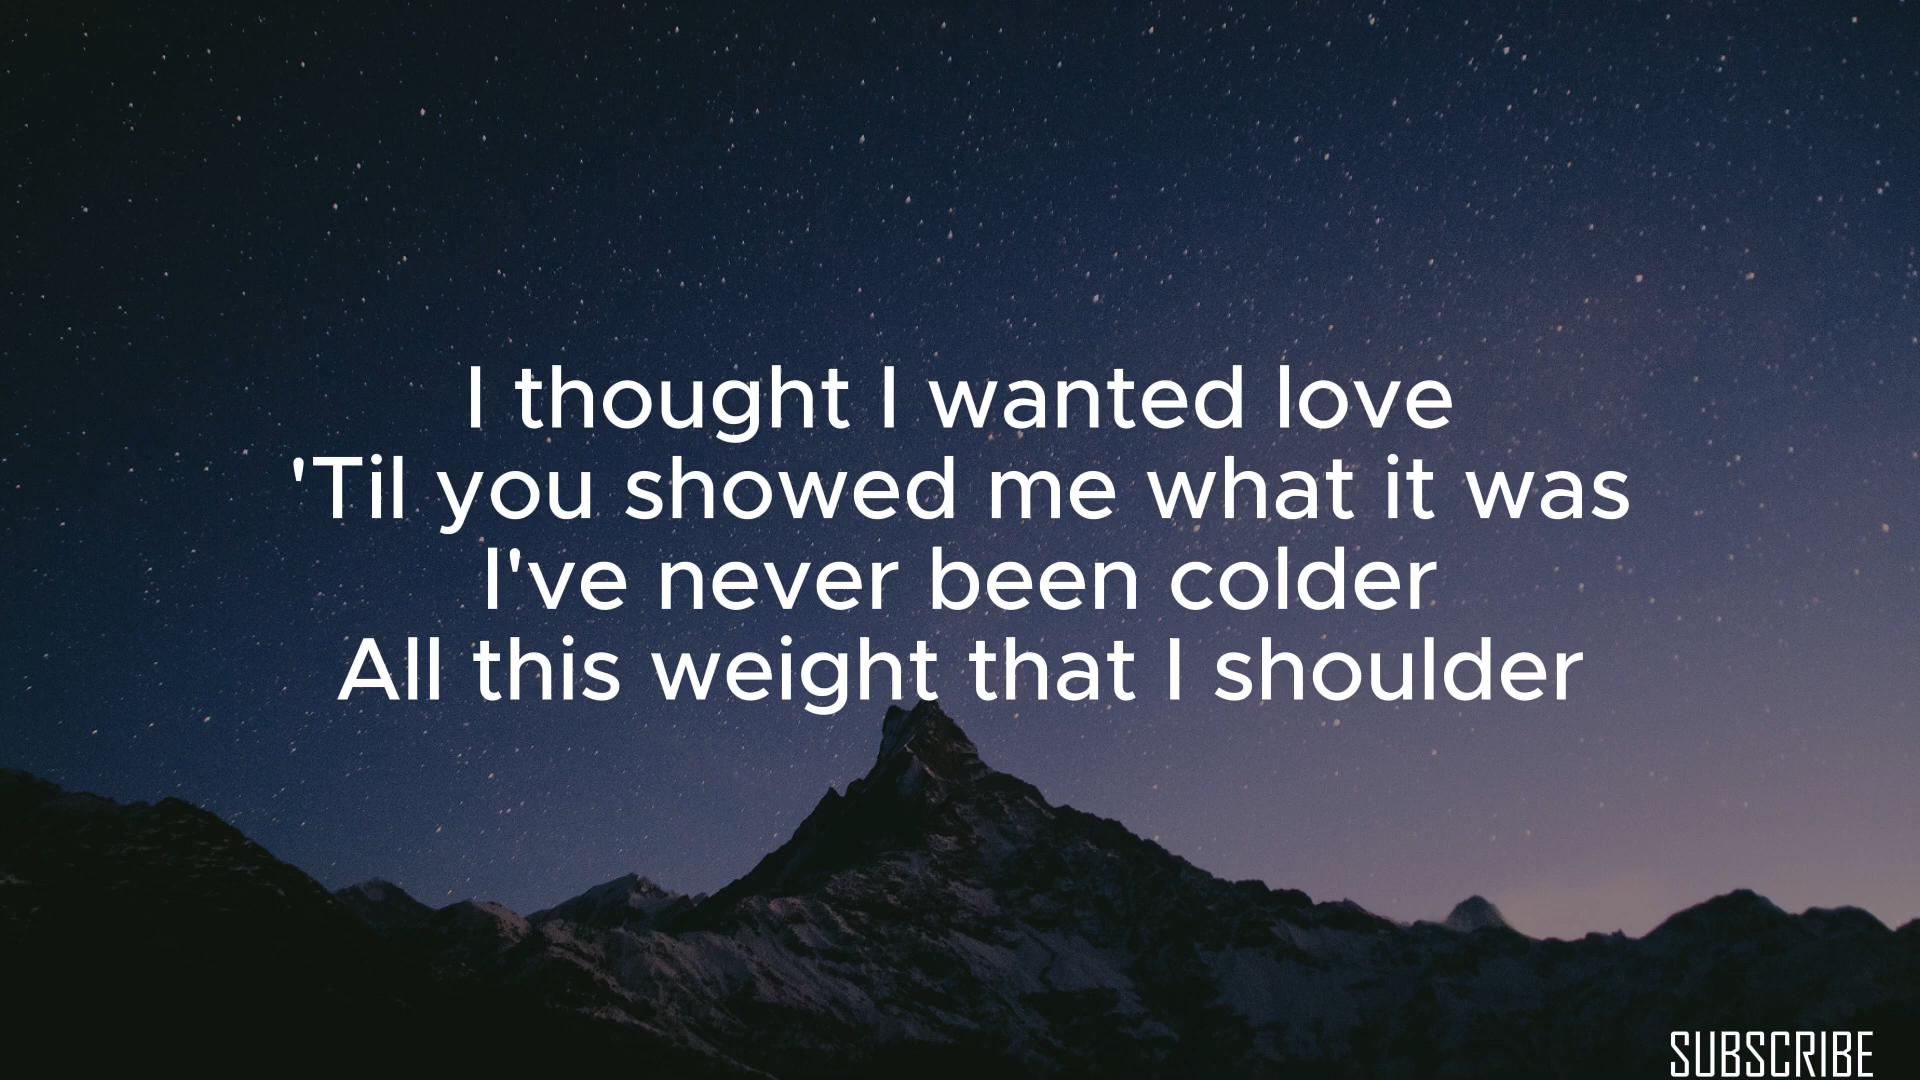 I thought I wanted love
'Til you showed me what it was
I've never been colder
All this weight that I shoulder
SUBSCRIBE